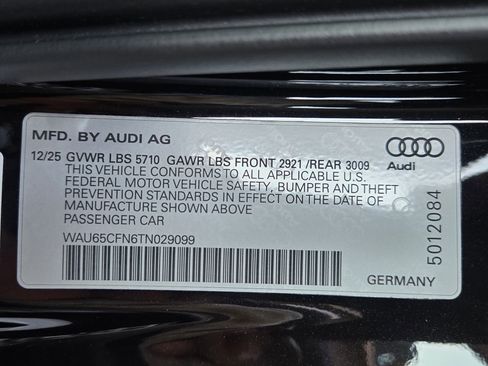 MFD. BY AUDI AG
Audi
12/25 GVWR LBS 5710 GAWR LBS FRONT 2921 /REAR 3009
THIS VEHICLE CONFORMS TO ALL APPLICABLE U.S.
FEDERAL MOTOR VEHICLE SAFETY, BUMPER AND THEFT
PREVENTION STANDARDS IN EFFECT ON THE DATE OF
MANUFACTURE SHOWN ABOVE
PASSENGER CAR
WAU65CFN6TN029099
GERMANY
5012084